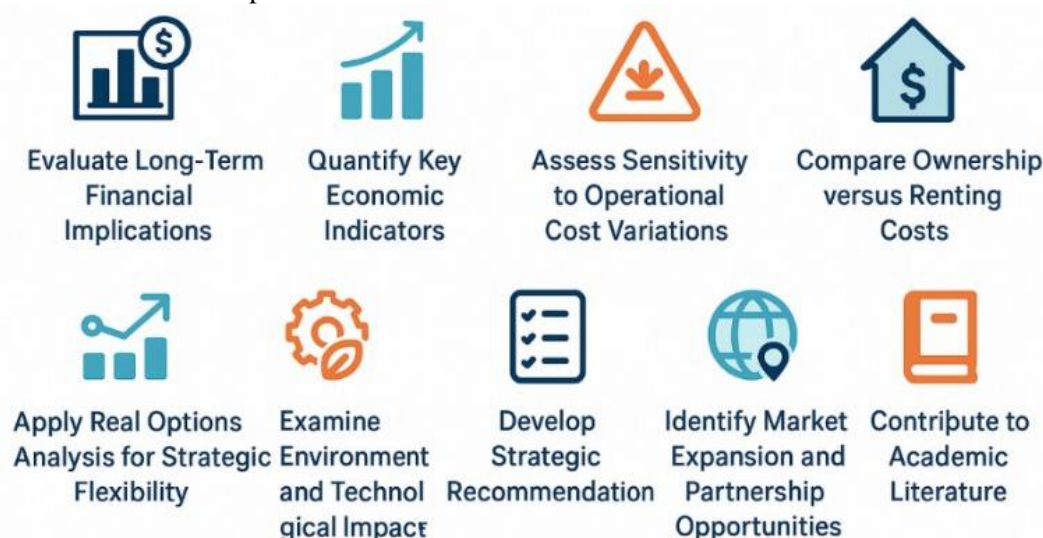 $
$
Evaluate Long-Term
Financial
Implications
Quantify Key
Economic
Indicators
Assess Sensitivity
to Operational
Cost Variations
Compare Ownership
versus Renting
Costs
Apply Real Options
Analysis for Strategic
Flexibility
Examine
Environment
and Technol
gical Impact
Develop
Strategic
Recommendation
Identify Market
Expansion and
Partnership
Opportunities
Contribute to
Academic
Literature